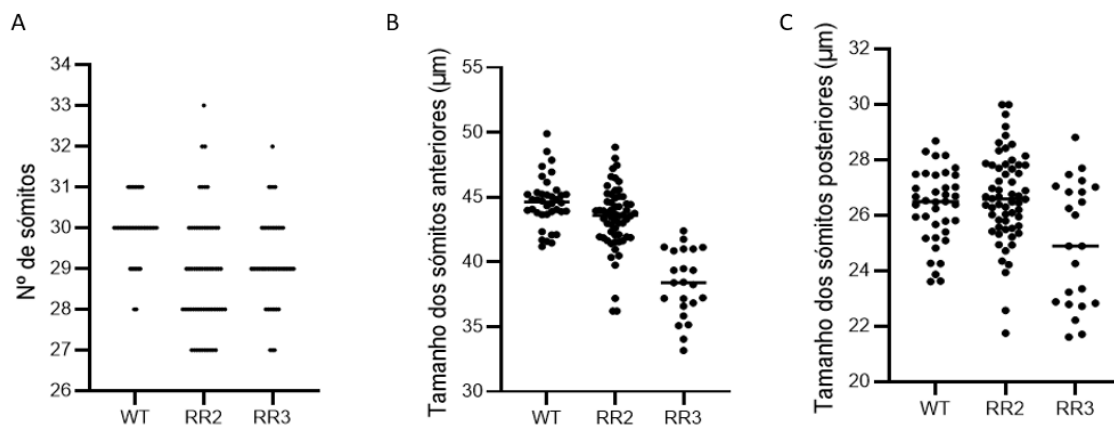 A
Nº de sómitos
34
33
32
31
30
29
28
27
26
WT RR2 RR3
B
Tamanho dos sómitos anteriores (µm)
55
50
45
40
35
30
WT RR2 RR3
C
Tamanho dos sómitos posteriores (µm)
32
30
28
26
24
22
20
WT RR2 RR3